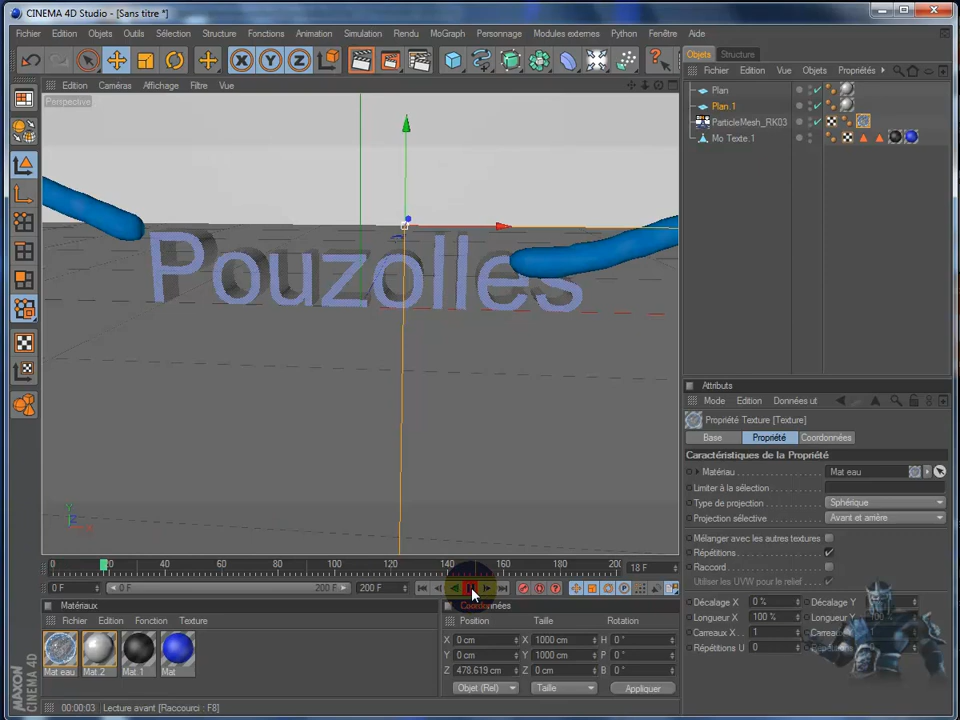 CINEMA 4D Studio - [Sans titre *]
Fichier Edition Objets Outils Sélection Structure Fonctions Animation Simulation Rendu MoGraph Personnage Modules externes Python Fenêtre Aide
X Y Z
Objets Structure
Fichier Edition Vue Objets Propriétés
Edition Caméras Affichage Filtre Vue
Perspective
Plan
Plan.1
ParticleMesh_RK03
Mo Texte.1
Pouzolles
Y
Z
Attributs
Mode Edition Données ut
Propriété Texture [Texture]
Base Propriété Coordonnées
Caractéristiques de la Propriété
Matériau Mat eau
Limiter à la sélection
Type de projection Sphérique
Projection sélective Avant et arrière
Mélanger avec les autres textures
Répétitions
Raccord
Utiliser les UVW pour le relief
Décalage X 0 % Décalage Y
Longueur X 100 % Longueur
Carreaux X 1 Carreau
Répétitions U 0 Répétitions
0 20 40 60 80 100 120 140 160 180 20 18 F
0 F 0 F 200 F 200 F
Matériaux
Fichier Edition Fonction Texture
Mat eau Mat.2 Mat.1 Mat
Coordonnées
Position Taille Rotation
X 0 cm X 1000 cm H 0 °
Y 0 cm Y 1000 cm P 0 °
Z 478.619 cm Z 0 cm B 0 °
Objet (Rel) Taille Appliquer
MAXON
CINEMA 4D
00:00:03 Lecture avant [Raccourci : F8]